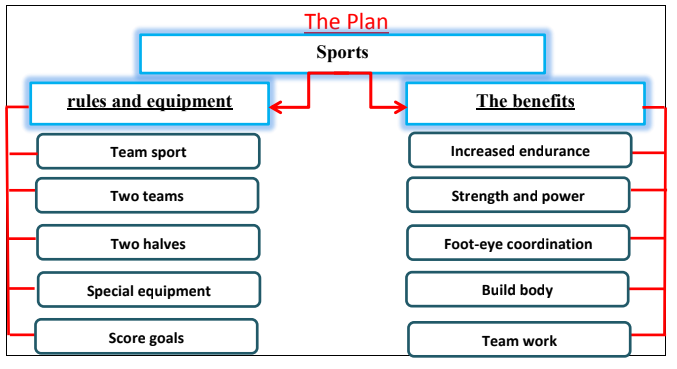 The Plan
Sports
rules and equipment
Team sport
Two teams
Two halves
Special equipment
Score goals
The benefits
Increased endurance
Strength and power
Foot-eye coordination
Build body
Team work